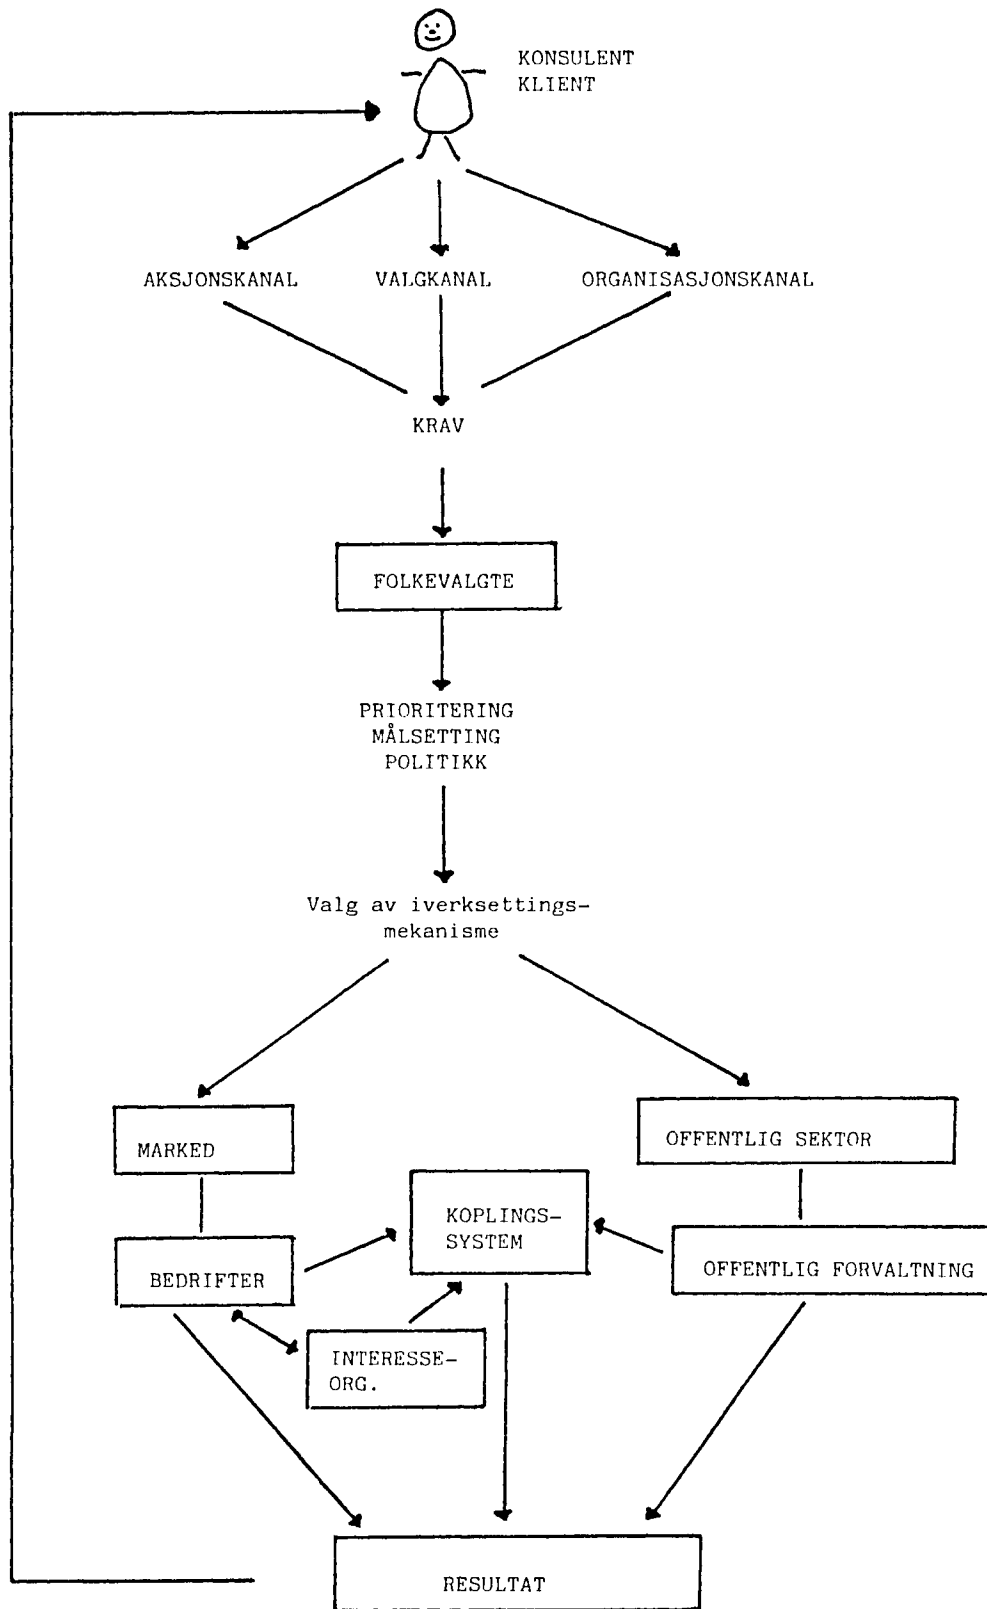 KONSULENT
KLIENT
AKSJONSKANAL
VALGKANAL
ORGANISASJONSKANAL
KRAV
FOLKEVALGTE
PRIORITERING
MÅLSETTING
POLITIKK
Valg av iverksettings-
mekanisme
MARKED
OFFENTLIG SEKTOR
KOPLINGS-
SYSTEM
BEDRIFTER
OFFENTLIG FORVALTNING
INTERESSE-
ORG.
RESULTAT